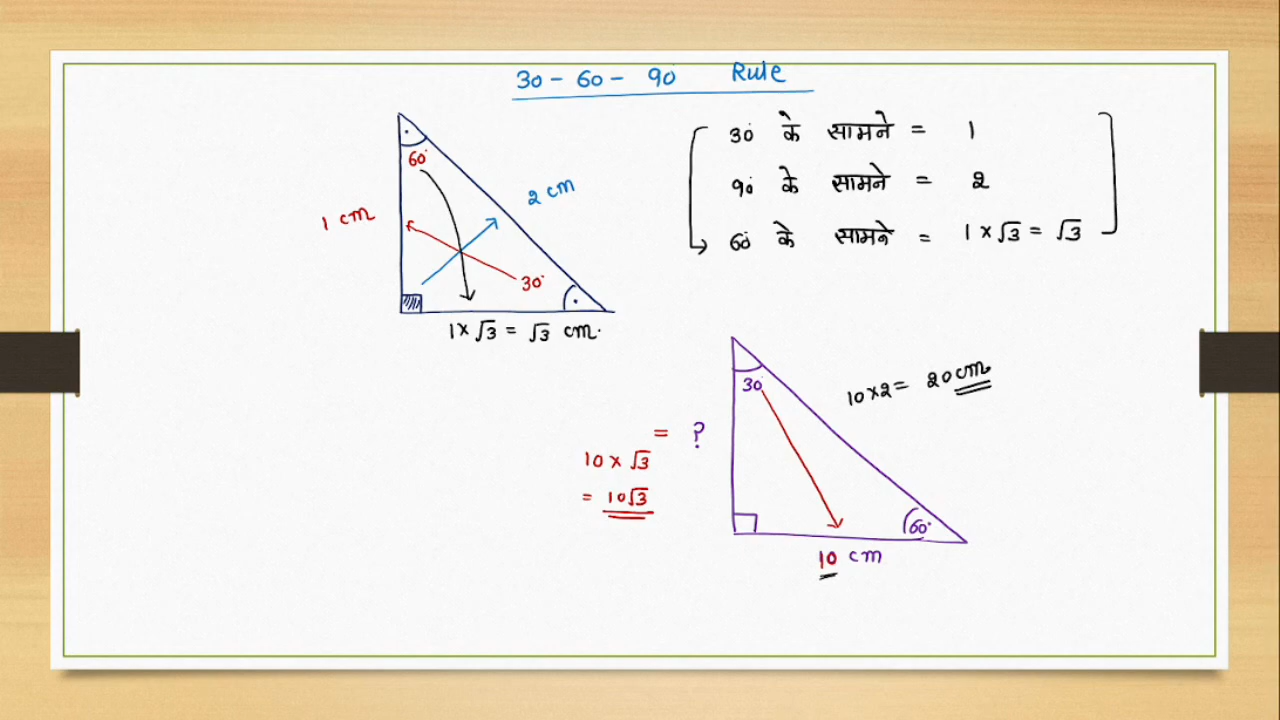 30 - 60 - 90 Rule
60°
1 cm
2 cm
30°
1 × √3 = √3 cm.
30° के सामने = 1
90° के सामने = 2
60° के सामने = 1 × √3 = √3
30°
10×2 = 20 cm
= ?
10 × √3
= 10√3
60°
10 cm